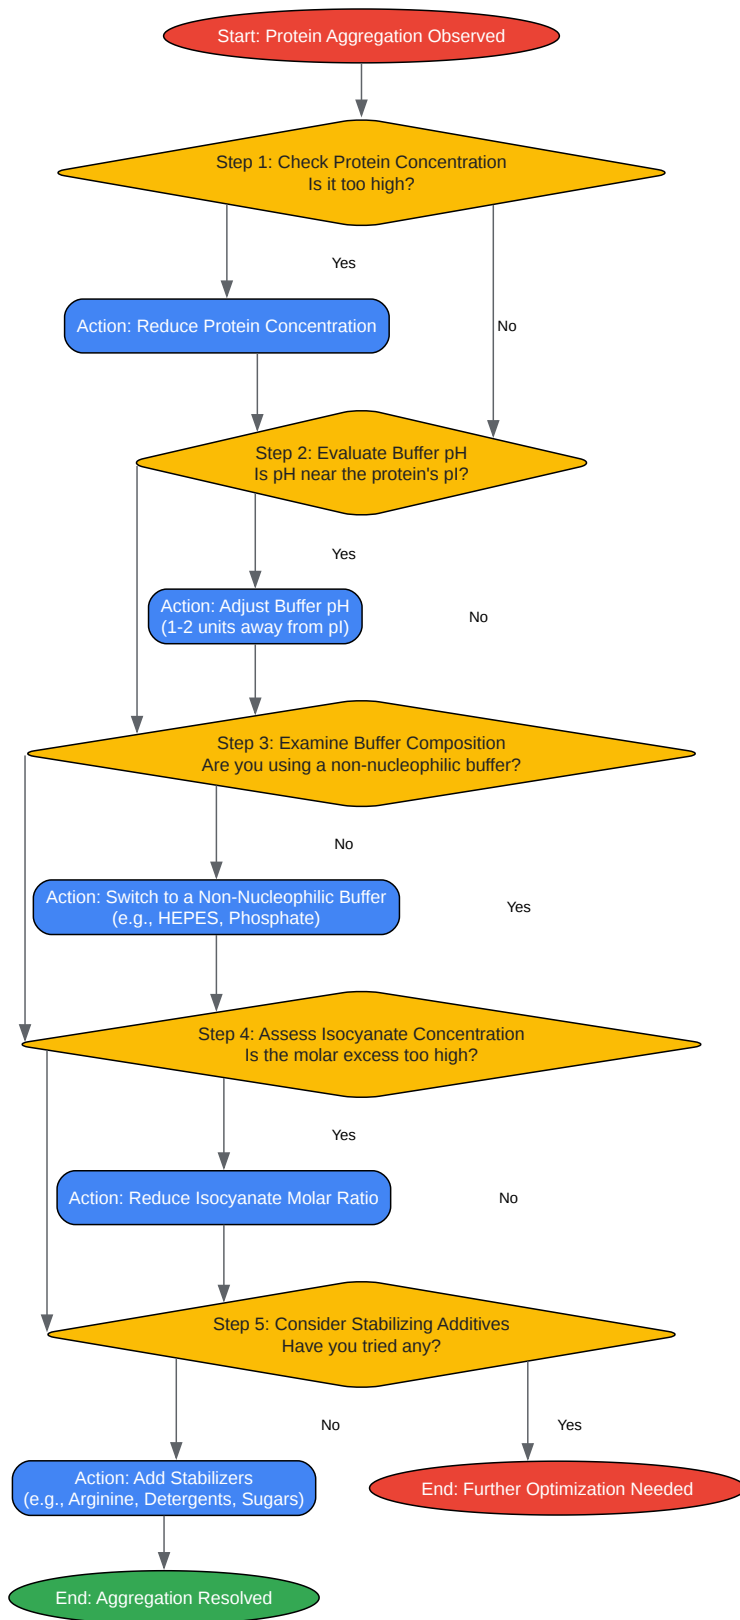 Start: Protein Aggregation Observed
Step 1: Check Protein Concentration
Is it too high?
Yes
Action: Reduce Protein Concentration
No
Step 2: Evaluate Buffer pH
Is pH near the protein's pI?
Yes
Action: Adjust Buffer pH
(1-2 units away from pI)
No
Step 3: Examine Buffer Composition
Are you using a non-nucleophilic buffer?
No
Action: Switch to a Non-Nucleophilic Buffer
(e.g., HEPES, Phosphate)
Yes
Step 4: Assess Isocyanate Concentration
Is the molar excess too high?
Yes
Action: Reduce Isocyanate Molar Ratio
No
Step 5: Consider Stabilizing Additives
Have you tried any?
No
Yes
Action: Add Stabilizers
(e.g., Arginine, Detergents, Sugars)
End: Further Optimization Needed
End: Aggregation Resolved